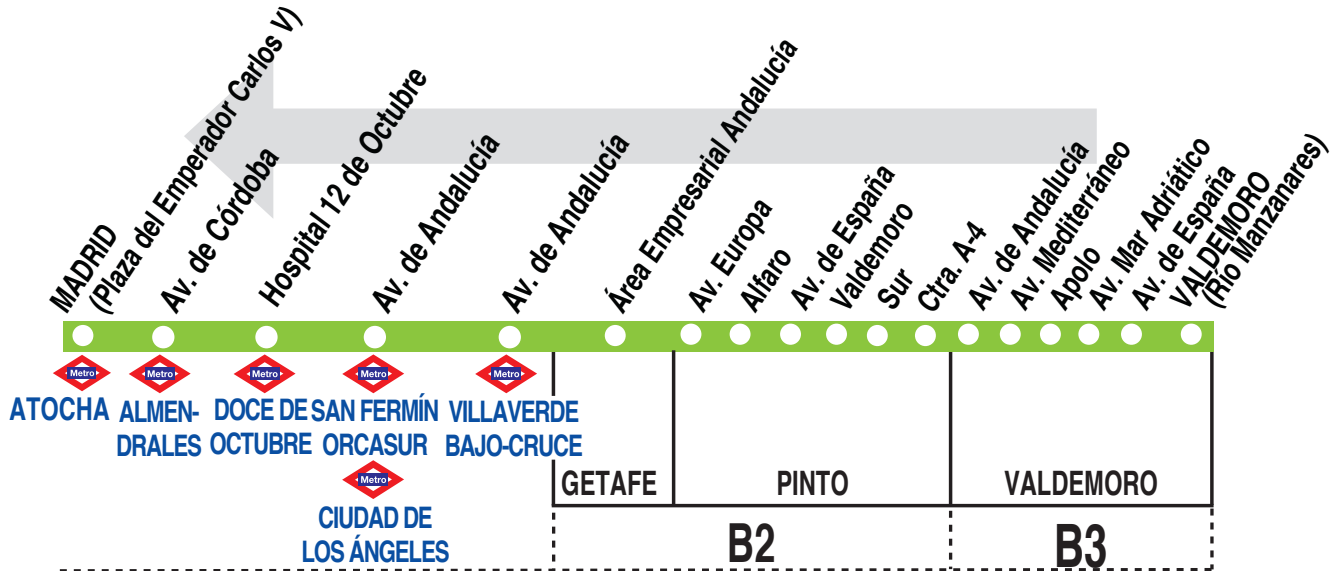 MADRID
(Plaza del Emperador Carlos V)
Av. de Córdoba
Hospital 12 de Octubre
Av. de Andalucía
Av. de Andalucía
Área Empresarial Andalucía
Av. Europa
Alfaro
Av. de España
Valdemoro
Sur
Ctra. A-4
Av. de Andalucía
Av. Mediterráneo
Apolo
Av. Mar Adriático
Av. de España
VALDEMORO
(Río Manzanares)
Metro
Metro
Metro
Metro
Metro
ATOCHA
ALMEN-
DRALES
DOCE DE
OCTUBRE
SAN FERMÍN
ORCASUR
VILLAVERDE
BAJO-CRUCE
Metro
CIUDAD DE
LOS ÁNGELES
GETAFE
PINTO
VALDEMORO
B2
B3